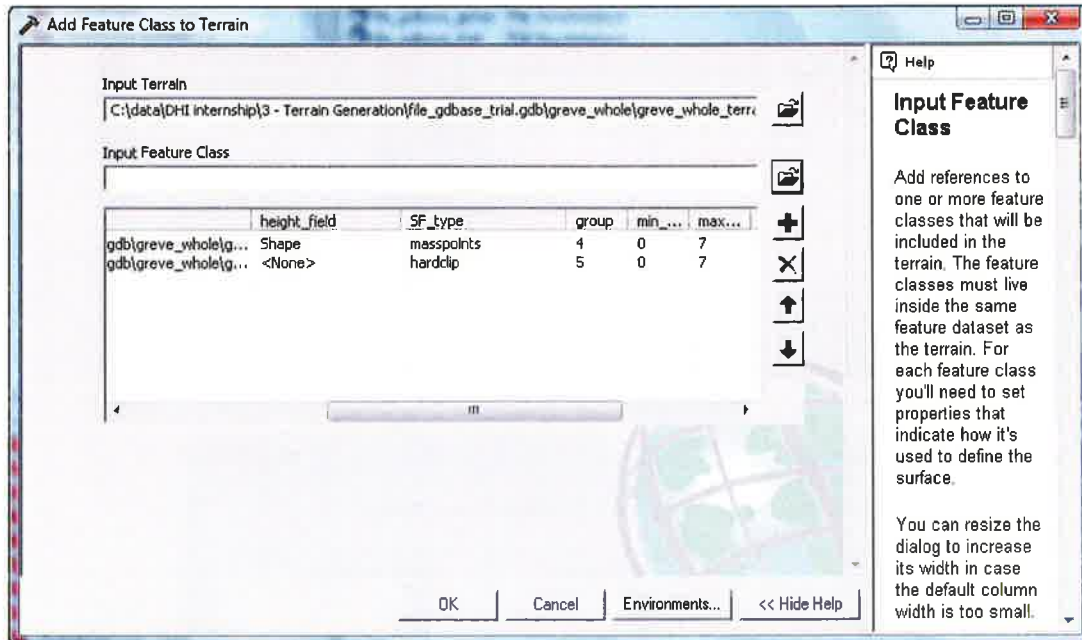 Add Feature Class to Terrain
Input Terrain
C:\data\DHI internship\3 - Terrain Generation\file_gdbase_trial.gdb\greve_whole\greve_whole_terr
Input Feature Class
height_field SF_type group min_... max...
gdb\greve_whole\g... Shape masspoints 4 0 7
gdb\greve_whole\g... <None> hardclip 5 0 7
OK Cancel Environments... << Hide Help
Help
Input Feature
Class
Add references to
one or more feature
classes that will be
included in the
terrain. The feature
classes must live
inside the same
feature dataset as
the terrain. For
each feature class
you'll need to set
properties that
indicate how it's
used to define the
surface.
You can resize the
dialog to increase
its width in case
the default column
width is too small.